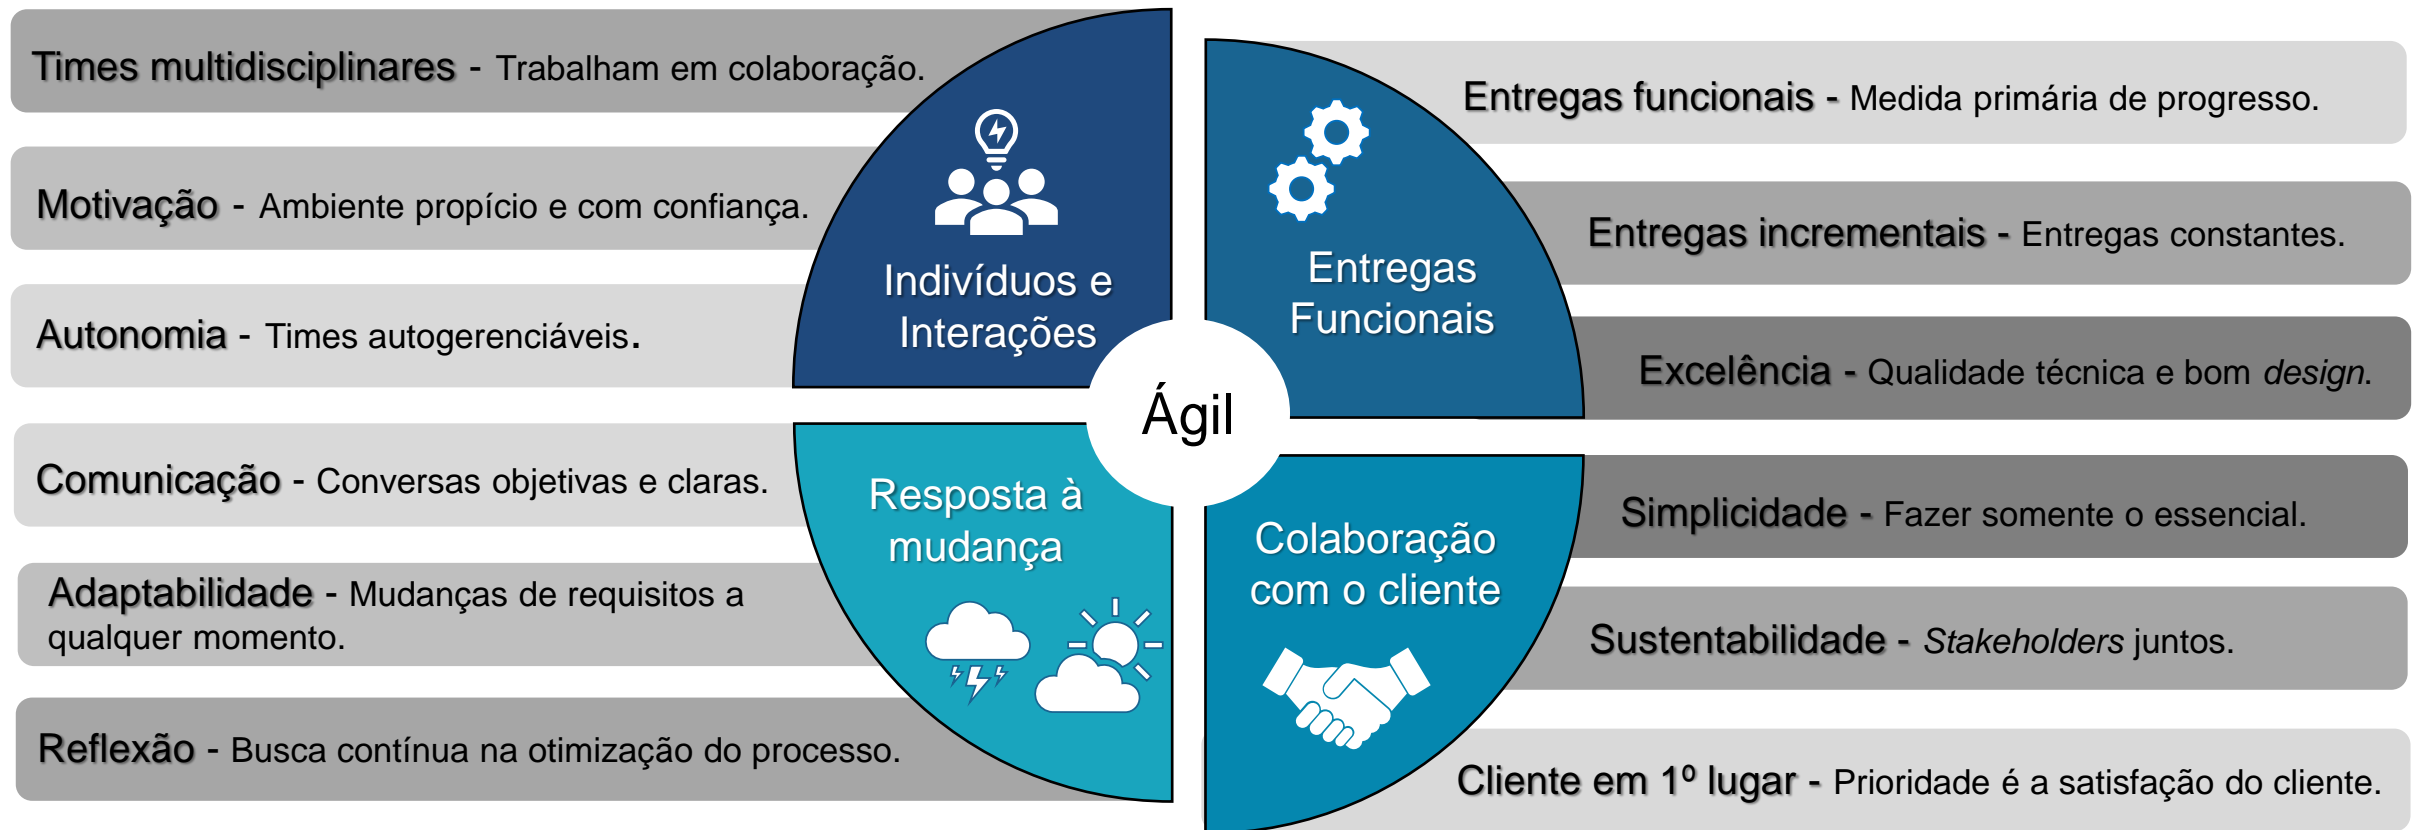 Times multidisciplinares - Trabalham em colaboração.
Motivação - Ambiente propício e com confiança.
Autonomia - Times autogerenciáveis.
Indivíduos e
Interações
Entregas
Funcionais
Entregas funcionais - Medida primária de progresso.
Entregas incrementais - Entregas constantes.
Excelência - Qualidade técnica e bom design.
Ágil
Comunicação - Conversas objetivas e claras.
Adaptabilidade - Mudanças de requisitos a
qualquer momento.
Reflexão - Busca contínua na otimização do processo.
Resposta à
mudança
Colaboração
com o cliente
Simplicidade - Fazer somente o essencial.
Sustentabilidade - Stakeholders juntos.
Cliente em 1º lugar - Prioridade é a satisfação do cliente.